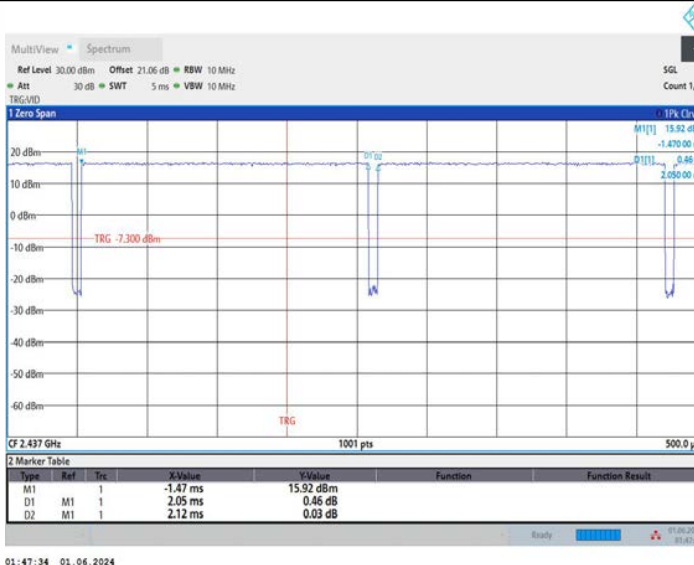 MultiView Spectrum
Ref Level 30.00 dBm Offset 21.06 dB RBW 10 MHz SGL
Att 30 dB SWT 5 ms VBW 10 MHz Count 1
TRG:VID
1 Zero Span 1Pk Clrw
M1[1] 15.92
-1.470 00
D1[1] 0.46
2.050 00
M1
D1 D2
20 dBm
10 dBm
0 dBm
TRG -7.300 dBm
-10 dBm
-20 dBm
-30 dBm
-40 dBm
-50 dBm
-60 dBm
TRG
CF 2.437 GHz 1001 pts 500.0
2 Marker Table
Type Ref Trc X-Value Y-Value Function Function Result
M1 1 -1.47 ms 15.92 dBm
D1 M1 1 2.05 ms 0.46 dB
D2 M1 1 2.12 ms 0.03 dB
Ready
01:47:34 01.06.2024